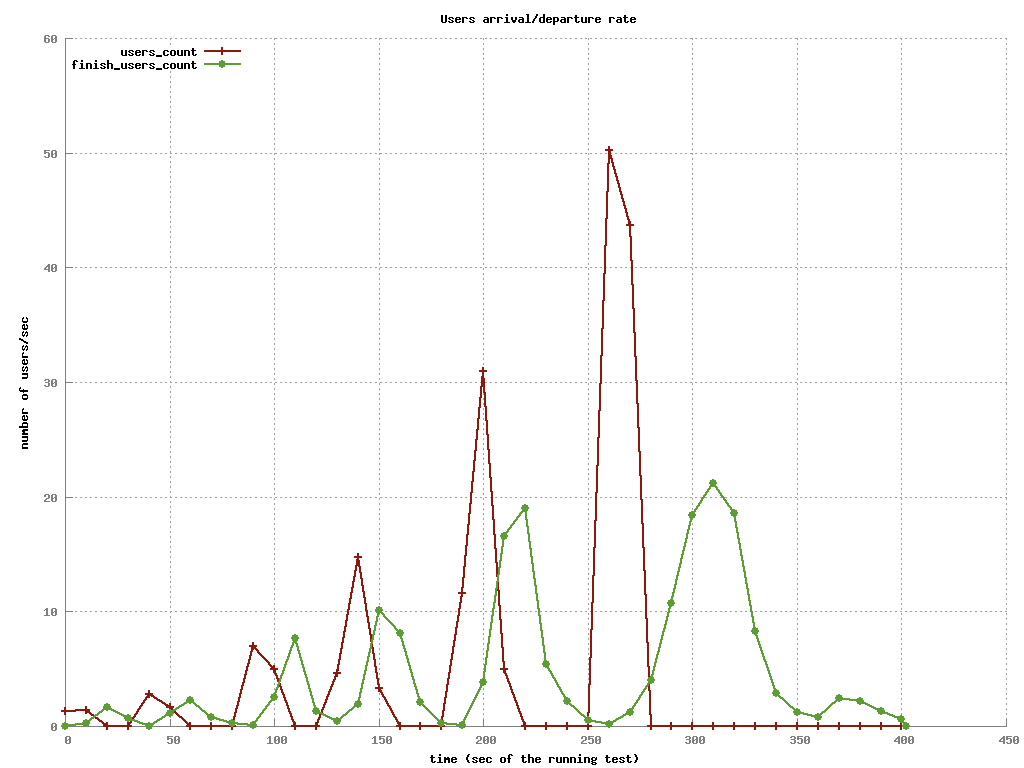 Users arrival/departure rate
users_count
finish_users_count
60
50
40
30
20
10
0
number of users/sec
0 50 100 150 200 250 300 350 400 450
time (sec of the running test)